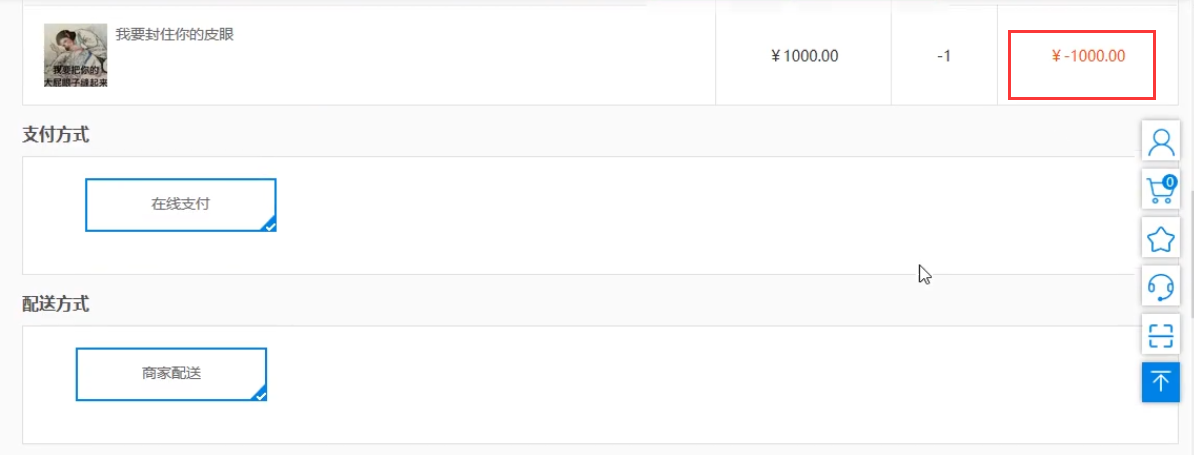 我要封住你的皮眼
我要把你的
大屁眼子缝起来
¥1000.00
-1
¥-1000.00
支付方式
在线支付
0
配送方式
商家配送